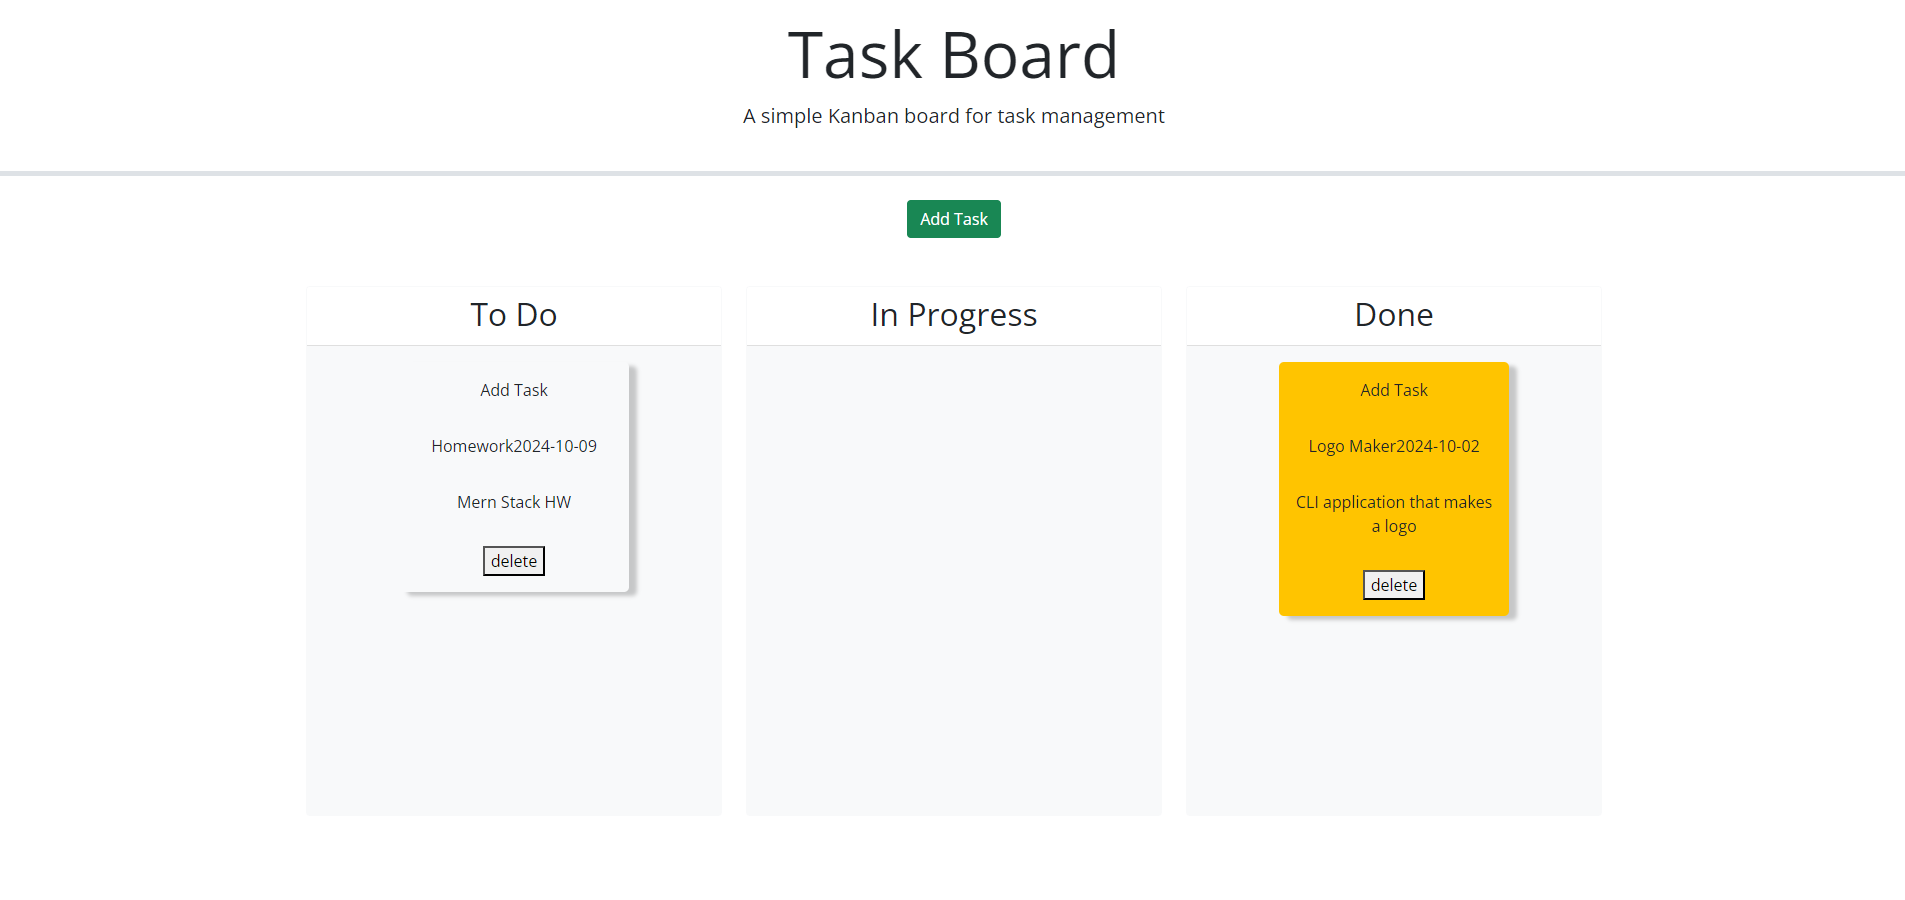 Task Board
A simple Kanban board for task management
Add Task
To Do
Add Task
Homework2024-10-09
Mern Stack HW
delete
In Progress
Done
Add Task
Logo Maker2024-10-02
CLI application that makes
a logo
delete